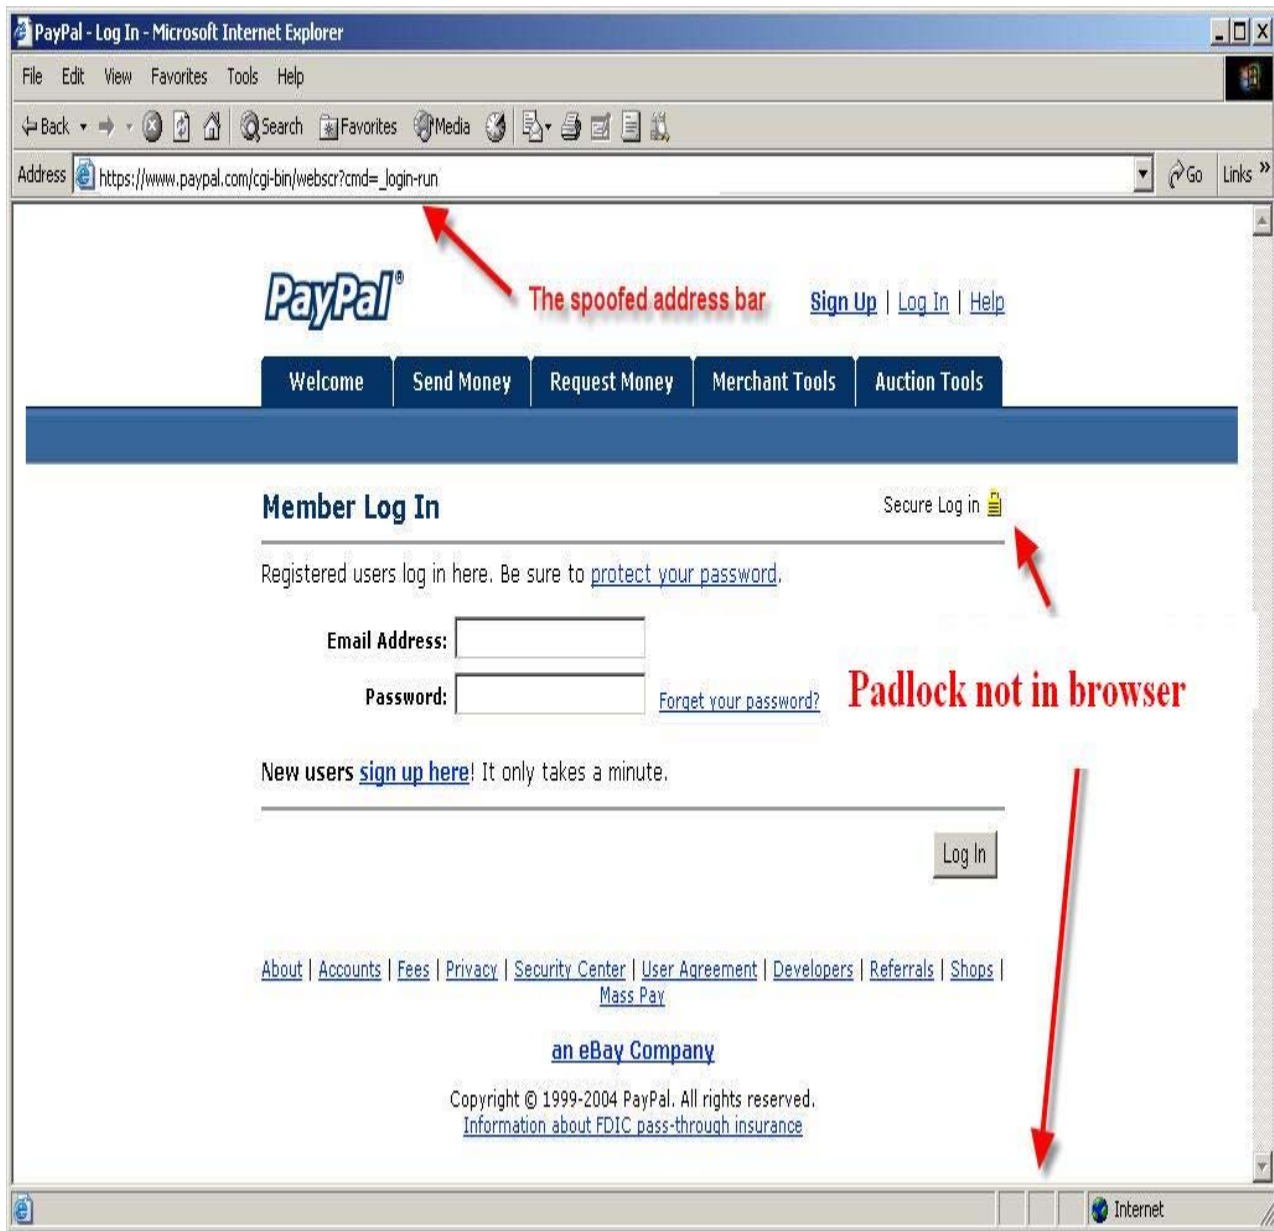 PayPal - Log In - Microsoft Internet Explorer
File Edit View Favorites Tools Help
Back Search Favorites Media
Address https://www.paypal.com/cgi-bin/webscr?cmd=_login-run Go Links »
PayPal®
The spoofed address bar
Sign Up | Log In | Help
Welcome Send Money Request Money Merchant Tools Auction Tools
Member Log In Secure Log in
Registered users log in here. Be sure to protect your password.
Email Address:
Password: Forget your password?
Padlock not in browser
New users sign up here! It only takes a minute.
Log In
About | Accounts | Fees | Privacy | Security Center | User Agreement | Developers | Referrals | Shops |
Mass Pay
an eBay Company
Copyright © 1999-2004 PayPal. All rights reserved.
Information about FDIC pass-through insurance
Internet